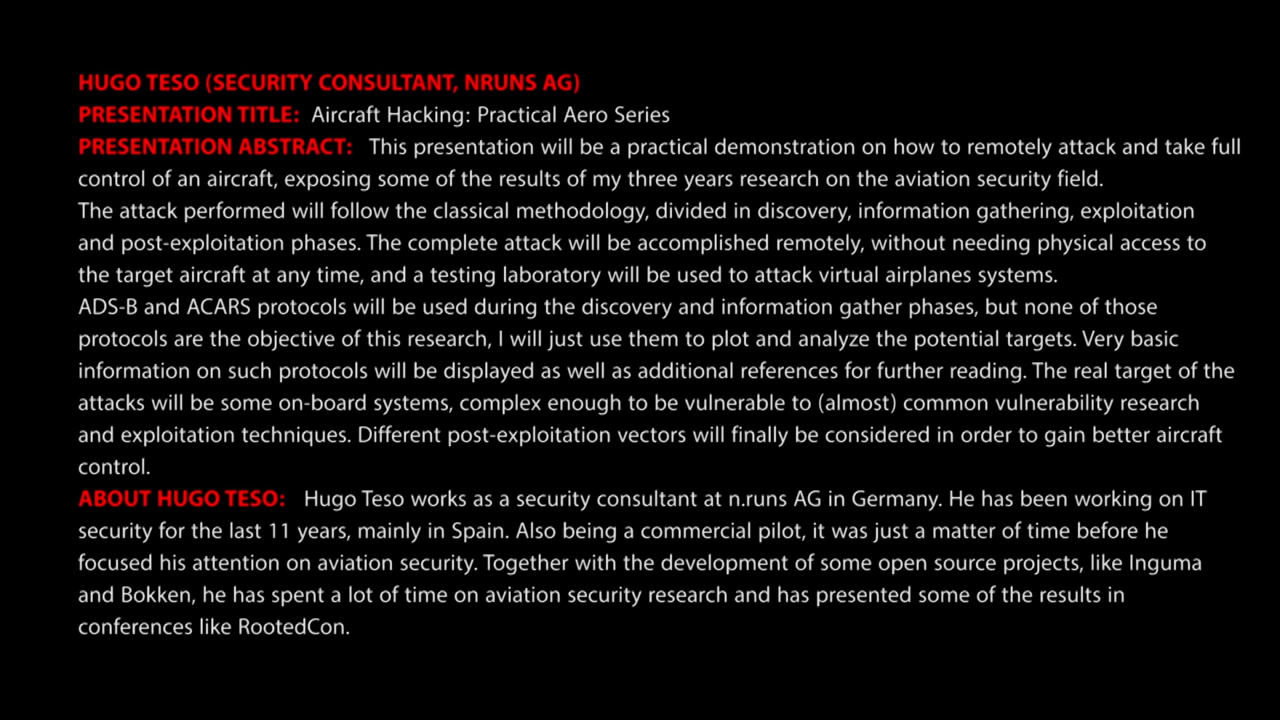 HUGO TESO (SECURITY CONSULTANT, NRUNS AG)
PRESENTATION TITLE: Aircraft Hacking: Practical Aero Series
PRESENTATION ABSTRACT: This presentation will be a practical demonstration on how to remotely attack and take full
control of an aircraft, exposing some of the results of my three years research on the aviation security field.
The attack performed will follow the classical methodology, divided in discovery, information gathering, exploitation
and post-exploitation phases. The complete attack will be accomplished remotely, without needing physical access to
the target aircraft at any time, and a testing laboratory will be used to attack virtual airplanes systems.
ADS-B and ACARS protocols will be used during the discovery and information gather phases, but none of those
protocols are the objective of this research, I will just use them to plot and analyze the potential targets. Very basic
information on such protocols will be displayed as well as additional references for further reading. The real target of the
attacks will be some on-board systems, complex enough to be vulnerable to (almost) common vulnerability research
and exploitation techniques. Different post-exploitation vectors will finally be considered in order to gain better aircraft
control.
ABOUT HUGO TESO: Hugo Teso works as a security consultant at n.runs AG in Germany. He has been working on IT
security for the last 11 years, mainly in Spain. Also being a commercial pilot, it was just a matter of time before he
focused his attention on aviation security. Together with the development of some open source projects, like Inguma
and Bokken, he has spent a lot of time on aviation security research and has presented some of the results in
conferences like RootedCon.